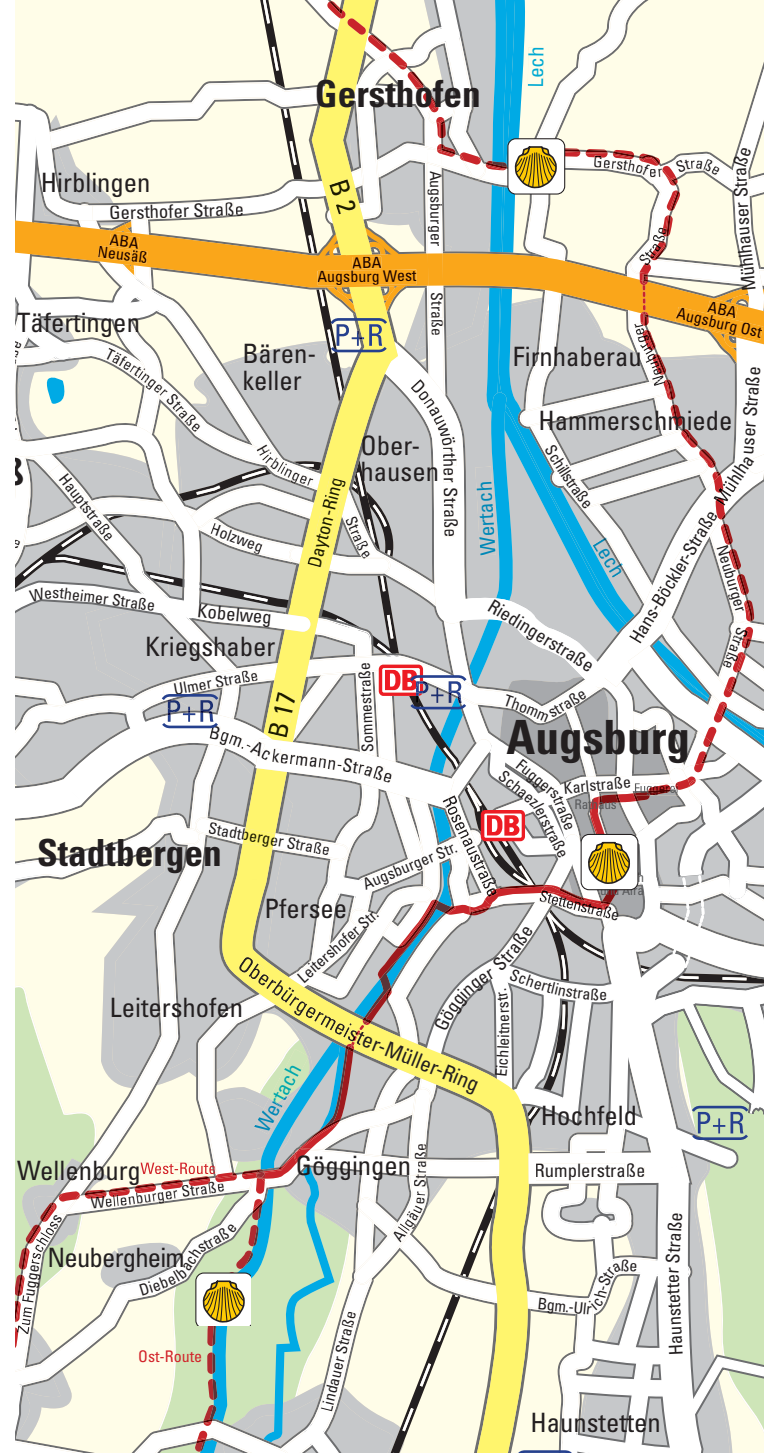 Lech
Gersthofen
Gersthofer Straße
Hirblingen
B 2
Augsburger
Straße
Mühlhauser Straße
Gersthofer Straße
ABA
Neusäß
ABA
Augsburg West
Straße
Neuburger
ABA
Augsburg Ost
Täfertingen
P+R
Bären-
keller
Firnhaberau
Täfertinger Straße
Donauwörther Straße
Hammerschmiede
Mühlhauser Straße
Ober-
hausen
Hirblinger
Straße
Schillstraße
Hauptstraße
Wertach
Dayton-Ring
Holzweg
Lech
Hans-Böckler-Straße
Neuburger
Straße
Westheimer Straße
Kobelweg
Riedingerstraße
Kriegshaber
Ulmer Straße
Sommestraße
DB
P+R
P+R
Thommstraße
B 17
Bgm.-Ackermann-Straße
Augsburg
Fuggerstraße
Schaezlerstraße
Karlstraße
Rosenaustraße
DB
Stadtbergen
Stadtberger Straße
Augsburger Str.
Pfersee
Stettenstraße
Leitershofer Str.
Gögginger Straße
Schertlinstraße
Eichleitnerstr.
Leitershofen
Oberbürgermeister-Müller-Ring
Wertach
Hochfeld
P+R
Wellenburg
West-Route
Wellenburger Straße
Göggingen
Rumplerstraße
Allgäuer Straße
Zum Fuggerschloss
Neubergheim
Diebelbachstraße
Bgm.-Ulrich-Straße
Haunstetter Straße
Ost-Route
Lindauer Straße
Haunstetten